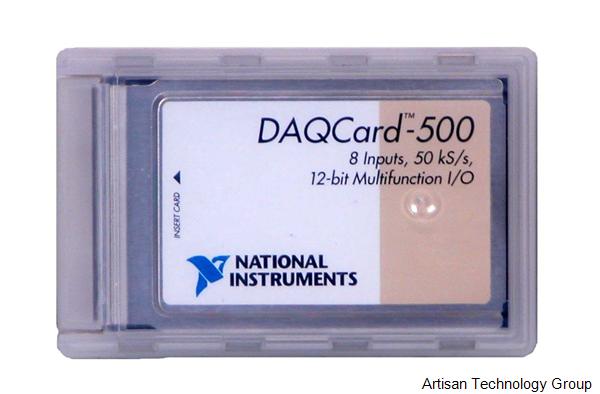 DAQCard™-500
8 Inputs, 50 kS/s,
12-bit Multifunction I/O
INSERT CARD
NATIONAL
INSTRUMENTS
Artisan Technology Group